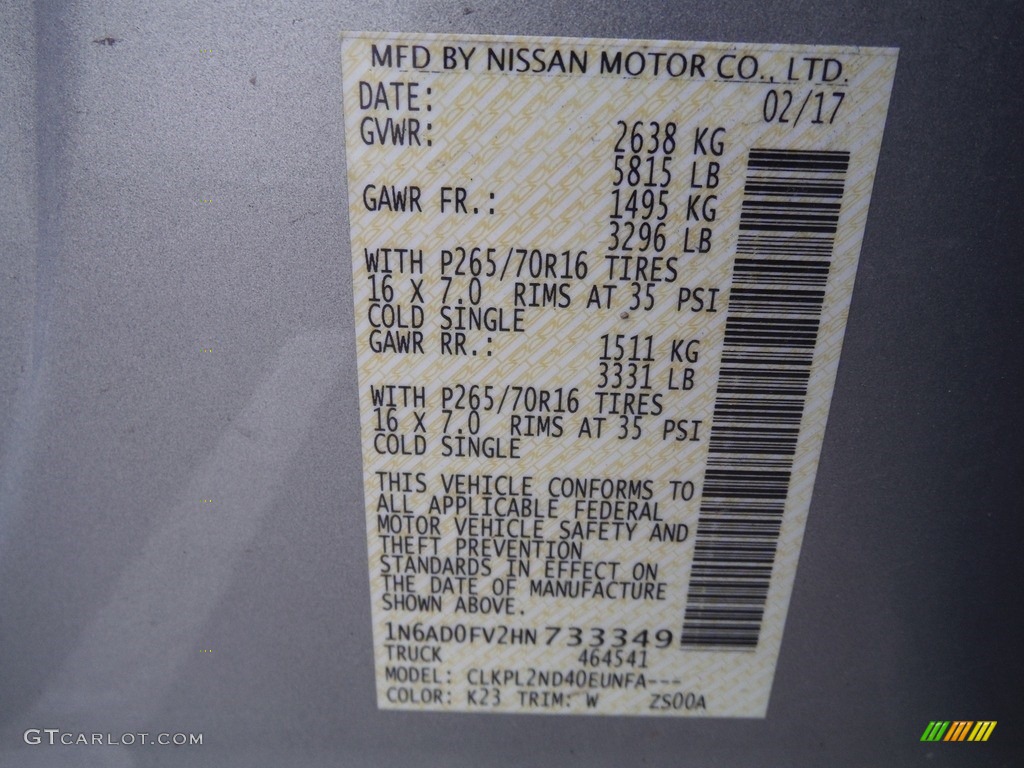 MFD BY NISSAN MOTOR CO., LTD.
DATE: 02/17
GVWR: 2638 KG
5815 LB
GAWR FR.: 1495 KG
3296 LB
WITH P265/70R16 TIRES
16 X 7.0 RIMS AT 35 PSI
COLD SINGLE
GAWR RR.: 1511 KG
3331 LB
WITH P265/70R16 TIRES
16 X 7.0 RIMS AT 35 PSI
COLD SINGLE
THIS VEHICLE CONFORMS TO
ALL APPLICABLE FEDERAL
MOTOR VEHICLE SAFETY AND
THEFT PREVENTION
STANDARDS IN EFFECT ON
THE DATE OF MANUFACTURE
SHOWN ABOVE.
1N6AD0FV2HN733349
TRUCK 464541
MODEL: CLKPL2ND40EUNFA---
COLOR: K23 TRIM: W ZS00A
GTCARLOT.COM